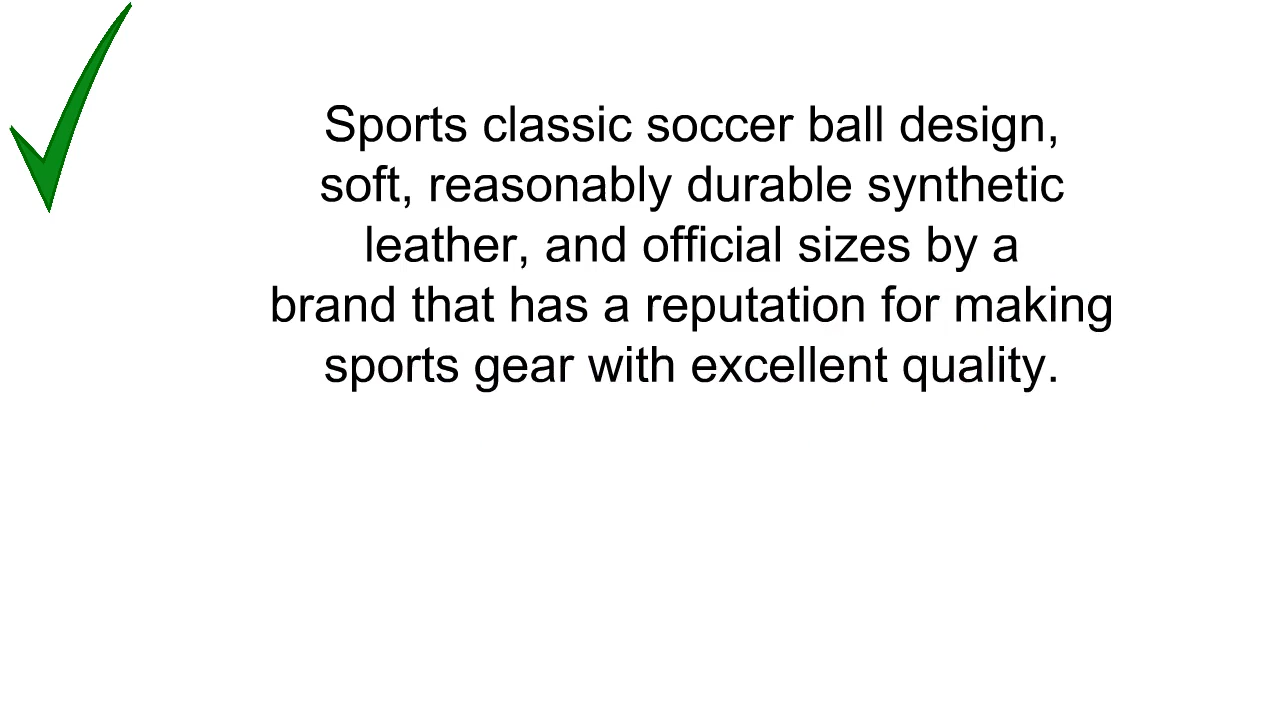 Sports classic soccer ball design,
soft, reasonably durable synthetic
leather, and official sizes by a
brand that has a reputation for making
sports gear with excellent quality.